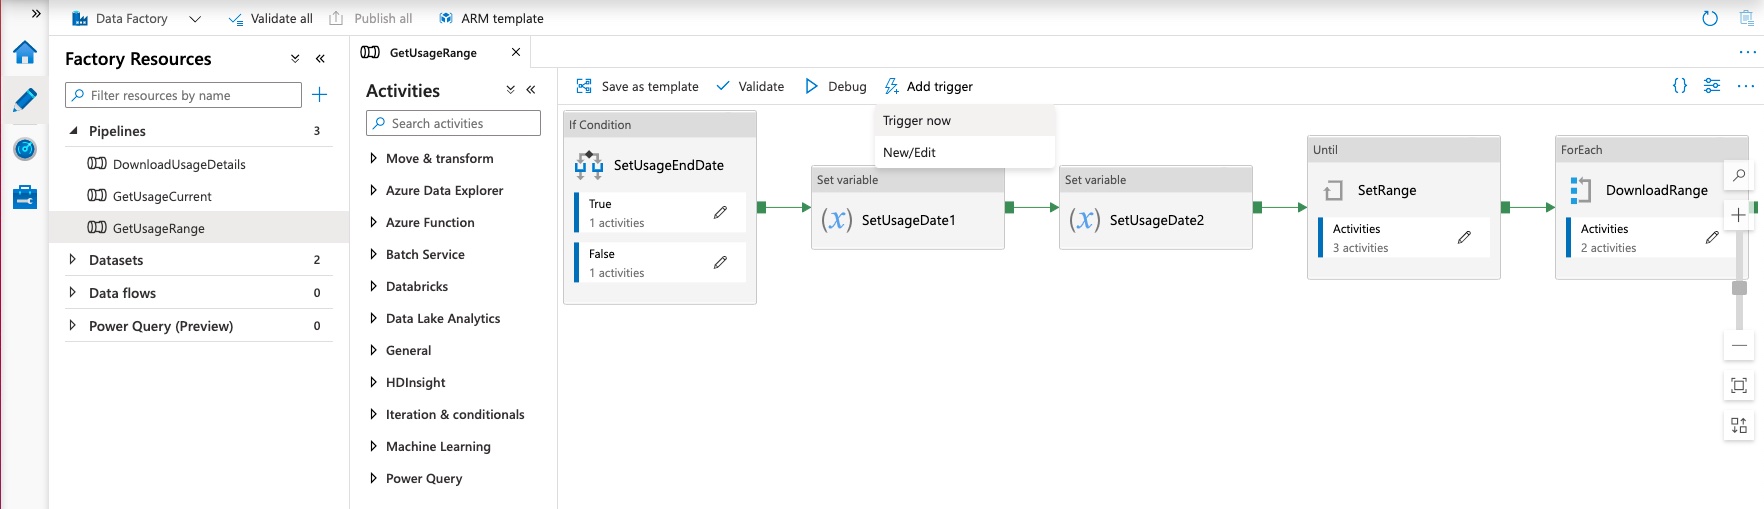 Data Factory
Validate all
Publish all
ARM template
Factory Resources
Filter resources by name
Pipelines 3
DownloadUsageDetails
GetUsageCurrent
GetUsageRange
Datasets 2
Data flows 0
Power Query (Preview) 0
GetUsageRange
Activities
Search activities
Move & transform
Azure Data Explorer
Azure Function
Batch Service
Databricks
Data Lake Analytics
General
HDInsight
Iteration & conditionals
Machine Learning
Power Query
Save as template
Validate
Debug
Add trigger
Trigger now
New/Edit
If Condition
SetUsageEndDate
True
1 activities
False
1 activities
Set variable
(x) SetUsageDate1
Set variable
(x) SetUsageDate2
Until
SetRange
Activities
3 activities
ForEach
DownloadRange
Activities
2 activities